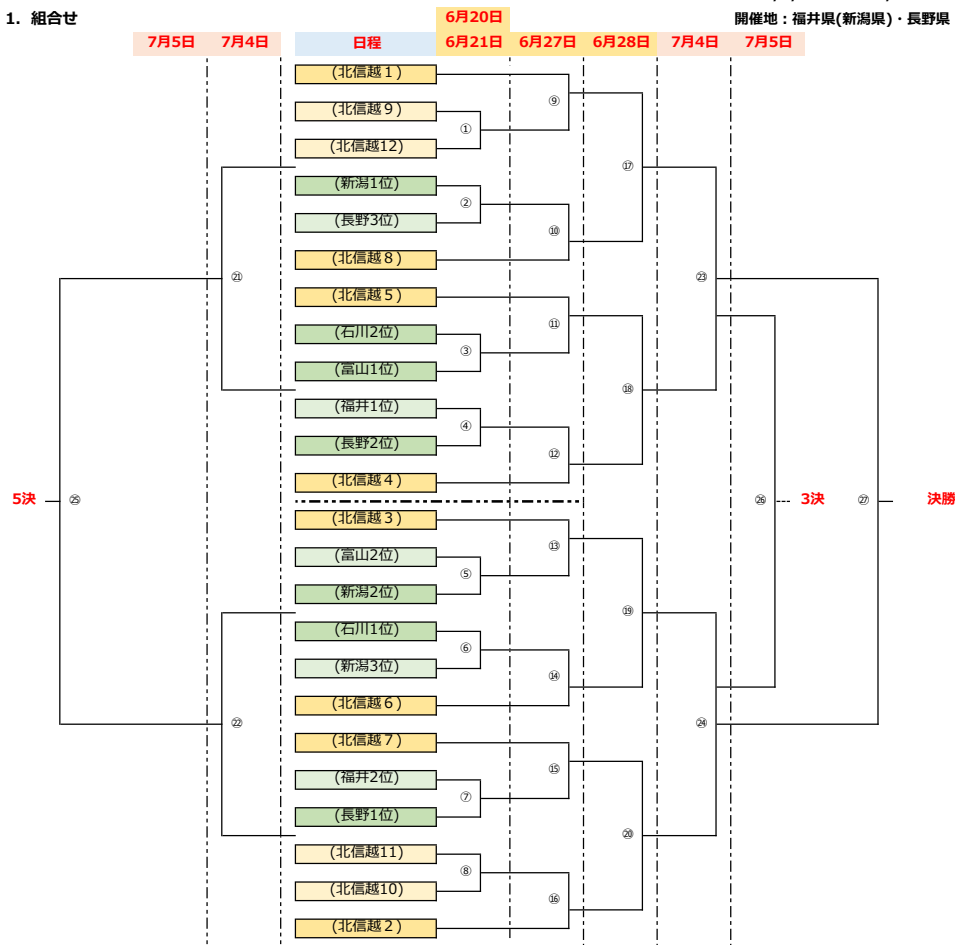 1. 組合せ
6月20日
開催地：福井県(新潟県)・長野県
7月5日 7月4日 日程 6月21日 6月27日 6月28日 7月4日 7月5日
(北信越１)
⑨
(北信越９)
①
(北信越12)
⑰
(新潟1位)
②
(長野3位)
⑩
(北信越８)
㉑ ㉓
(北信越５)
⑪
(石川2位)
③
(富山1位)
⑱
(福井1位)
④
(長野2位)
⑫
(北信越４)
5決 ㉕ ㉖ 3決 ㉗ 決勝
(北信越３)
⑬
(富山2位)
⑤
(新潟2位)
⑲
(石川1位)
⑥
(新潟3位)
⑭
(北信越６)
㉒ ㉔
(北信越７)
⑮
(福井2位)
⑦
(長野1位)
⑳
(北信越11)
⑧
(北信越10)
⑯
(北信越２)